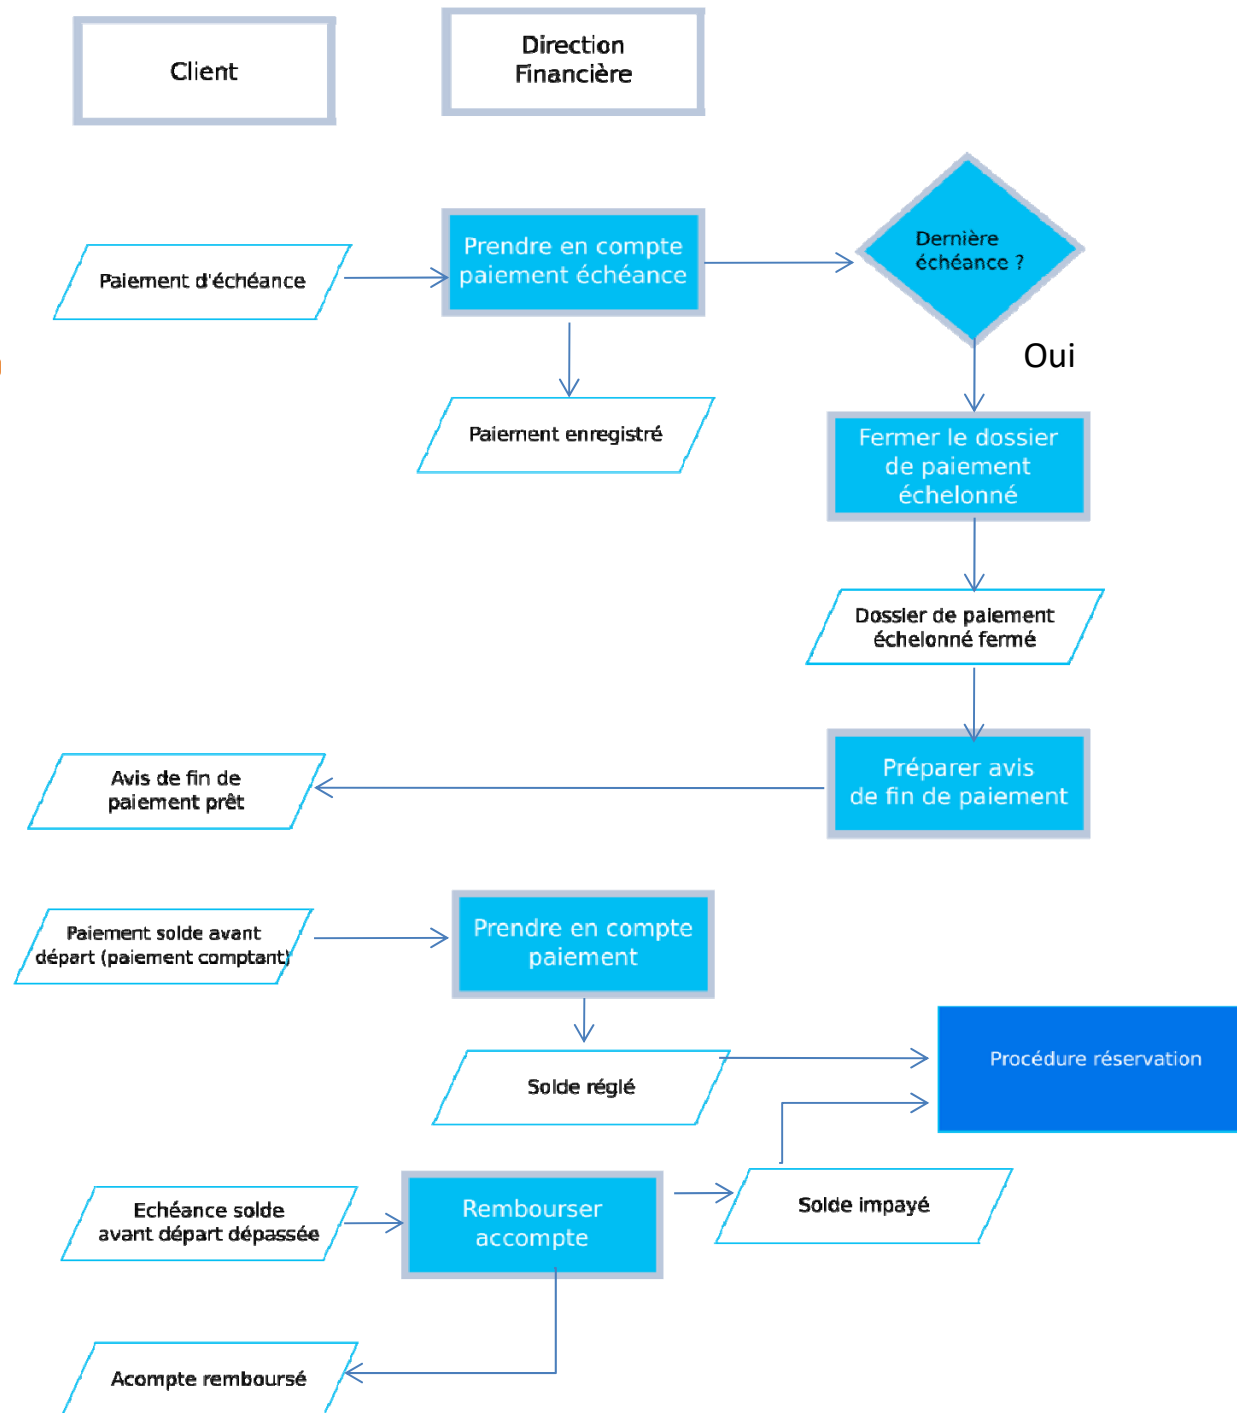 Client
Direction
Financière
Dernière
échéance ?
Prendre en compte
paiement échéance
Paiement d'échéance
Oui
Paiement enregistré
Fermer le dossier
de paiement
échelonné
Dossier de paiement
échelonné fermé
Préparer avis
de fin de paiement
Avis de fin de
paiement prêt
Prendre en compte
paiement
Paiement solde avant
départ (paiement comptant)
Procédure réservation
Solde réglé
Solde impayé
Rembourser
accompte
Echéance solde
avant départ dépassée
Acompte remboursé